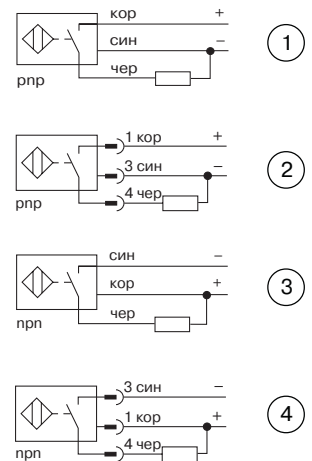 кор +
син –
чер
pnp
1
1 кор +
3 син –
4 чер
pnp
2
син –
кор +
чер
npn
3
3 син –
1 кор +
4 чер
npn
4